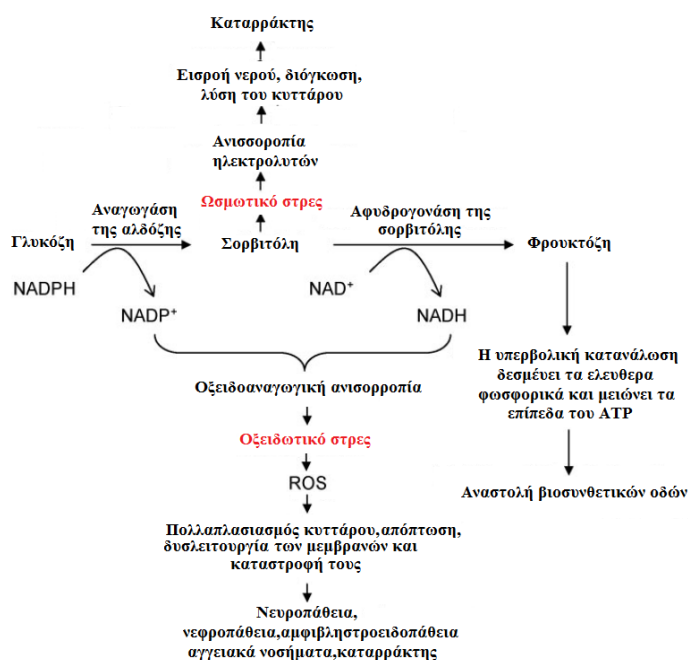 Καταρράκτης
Εισροή νερού, διόγκωση,
λύση του κυττάρου
Ανισσοροπία
ηλεκτρολυτών
Ωσμωτικό στρες
Αναγωγάση
της αλδόζης
Αφυδρογονάση της
σορβιτόλης
Γλυκόζη
Σορβιτόλη
Φρουκτόζη
NADPH
NADP+
NAD+
NADH
Η υπερβολική κατανάλωση
δεσμέυει τα ελευθερα
φωσφορικά και μειώνει τα
επίπεδα του ATP
Αναστολή βιοσυνθετικών οδών
Οξειδοαναγωγική ανισορροπία
Οξειδωτικό στρες
ROS
Πολλαπλασιασμός κυττάρου,απόπτωση,
δυσλειτουργία των μεμβρανών και
καταστροφή τους
Νευροπάθεια,
νεφροπάθεια,αμφιβληστροειδοπάθεια
αγγειακά νοσήματα,καταρράκτης